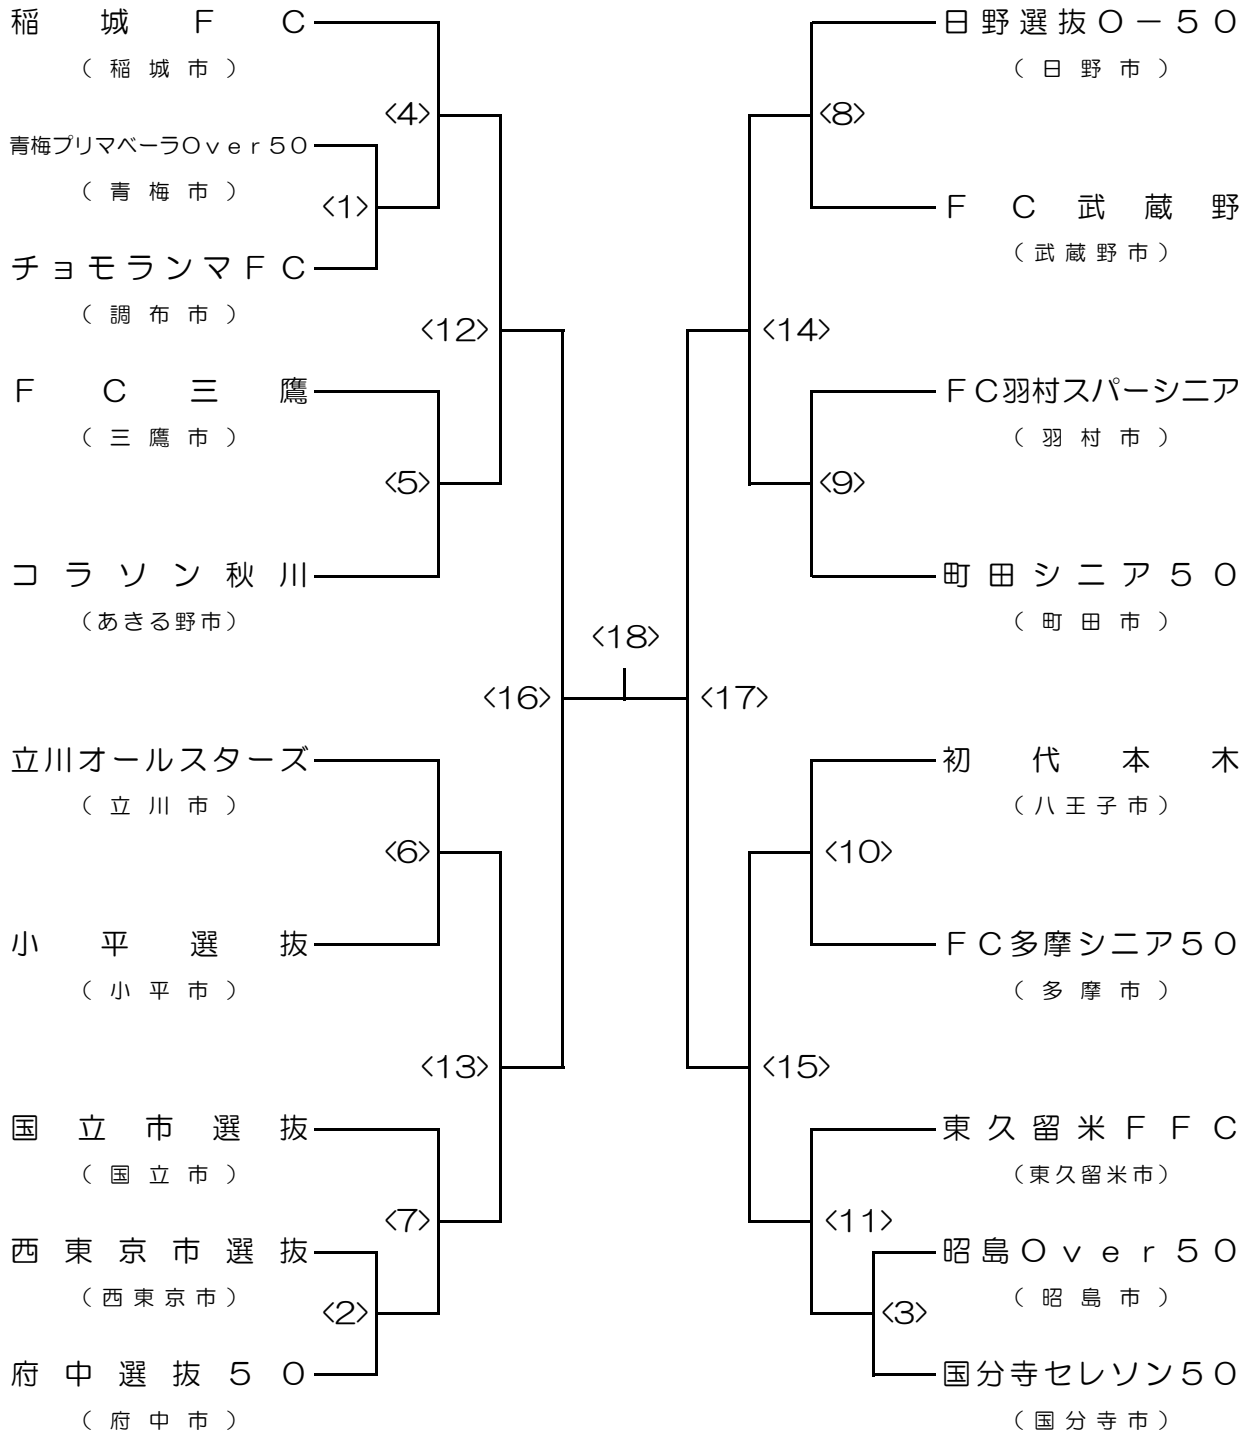 稲城FC
(稲城市)
<4>
青梅プリマベーラOver50
(青梅市)
<1>
チョモランマFC
(調布市)
<12>
FC三鷹
(三鷹市)
<5>
コラソン秋川
(あきる野市)
<16>
立川オールスターズ
(立川市)
<6>
小平選抜
(小平市)
<13>
国立市選抜
(国立市)
<7>
西東京市選抜
(西東京市)
<2>
府中選抜50
(府中市)
<18>
日野選抜O-50
(日野市)
<8>
FC武蔵野
(武蔵野市)
<14>
FC羽村スパーシニア
(羽村市)
<9>
町田シニア50
(町田市)
<17>
初代本木
(八王子市)
<10>
FC多摩シニア50
(多摩市)
<15>
東久留米FFC
(東久留米市)
<11>
昭島Over50
(昭島市)
<3>
国分寺セレソン50
(国分寺市)